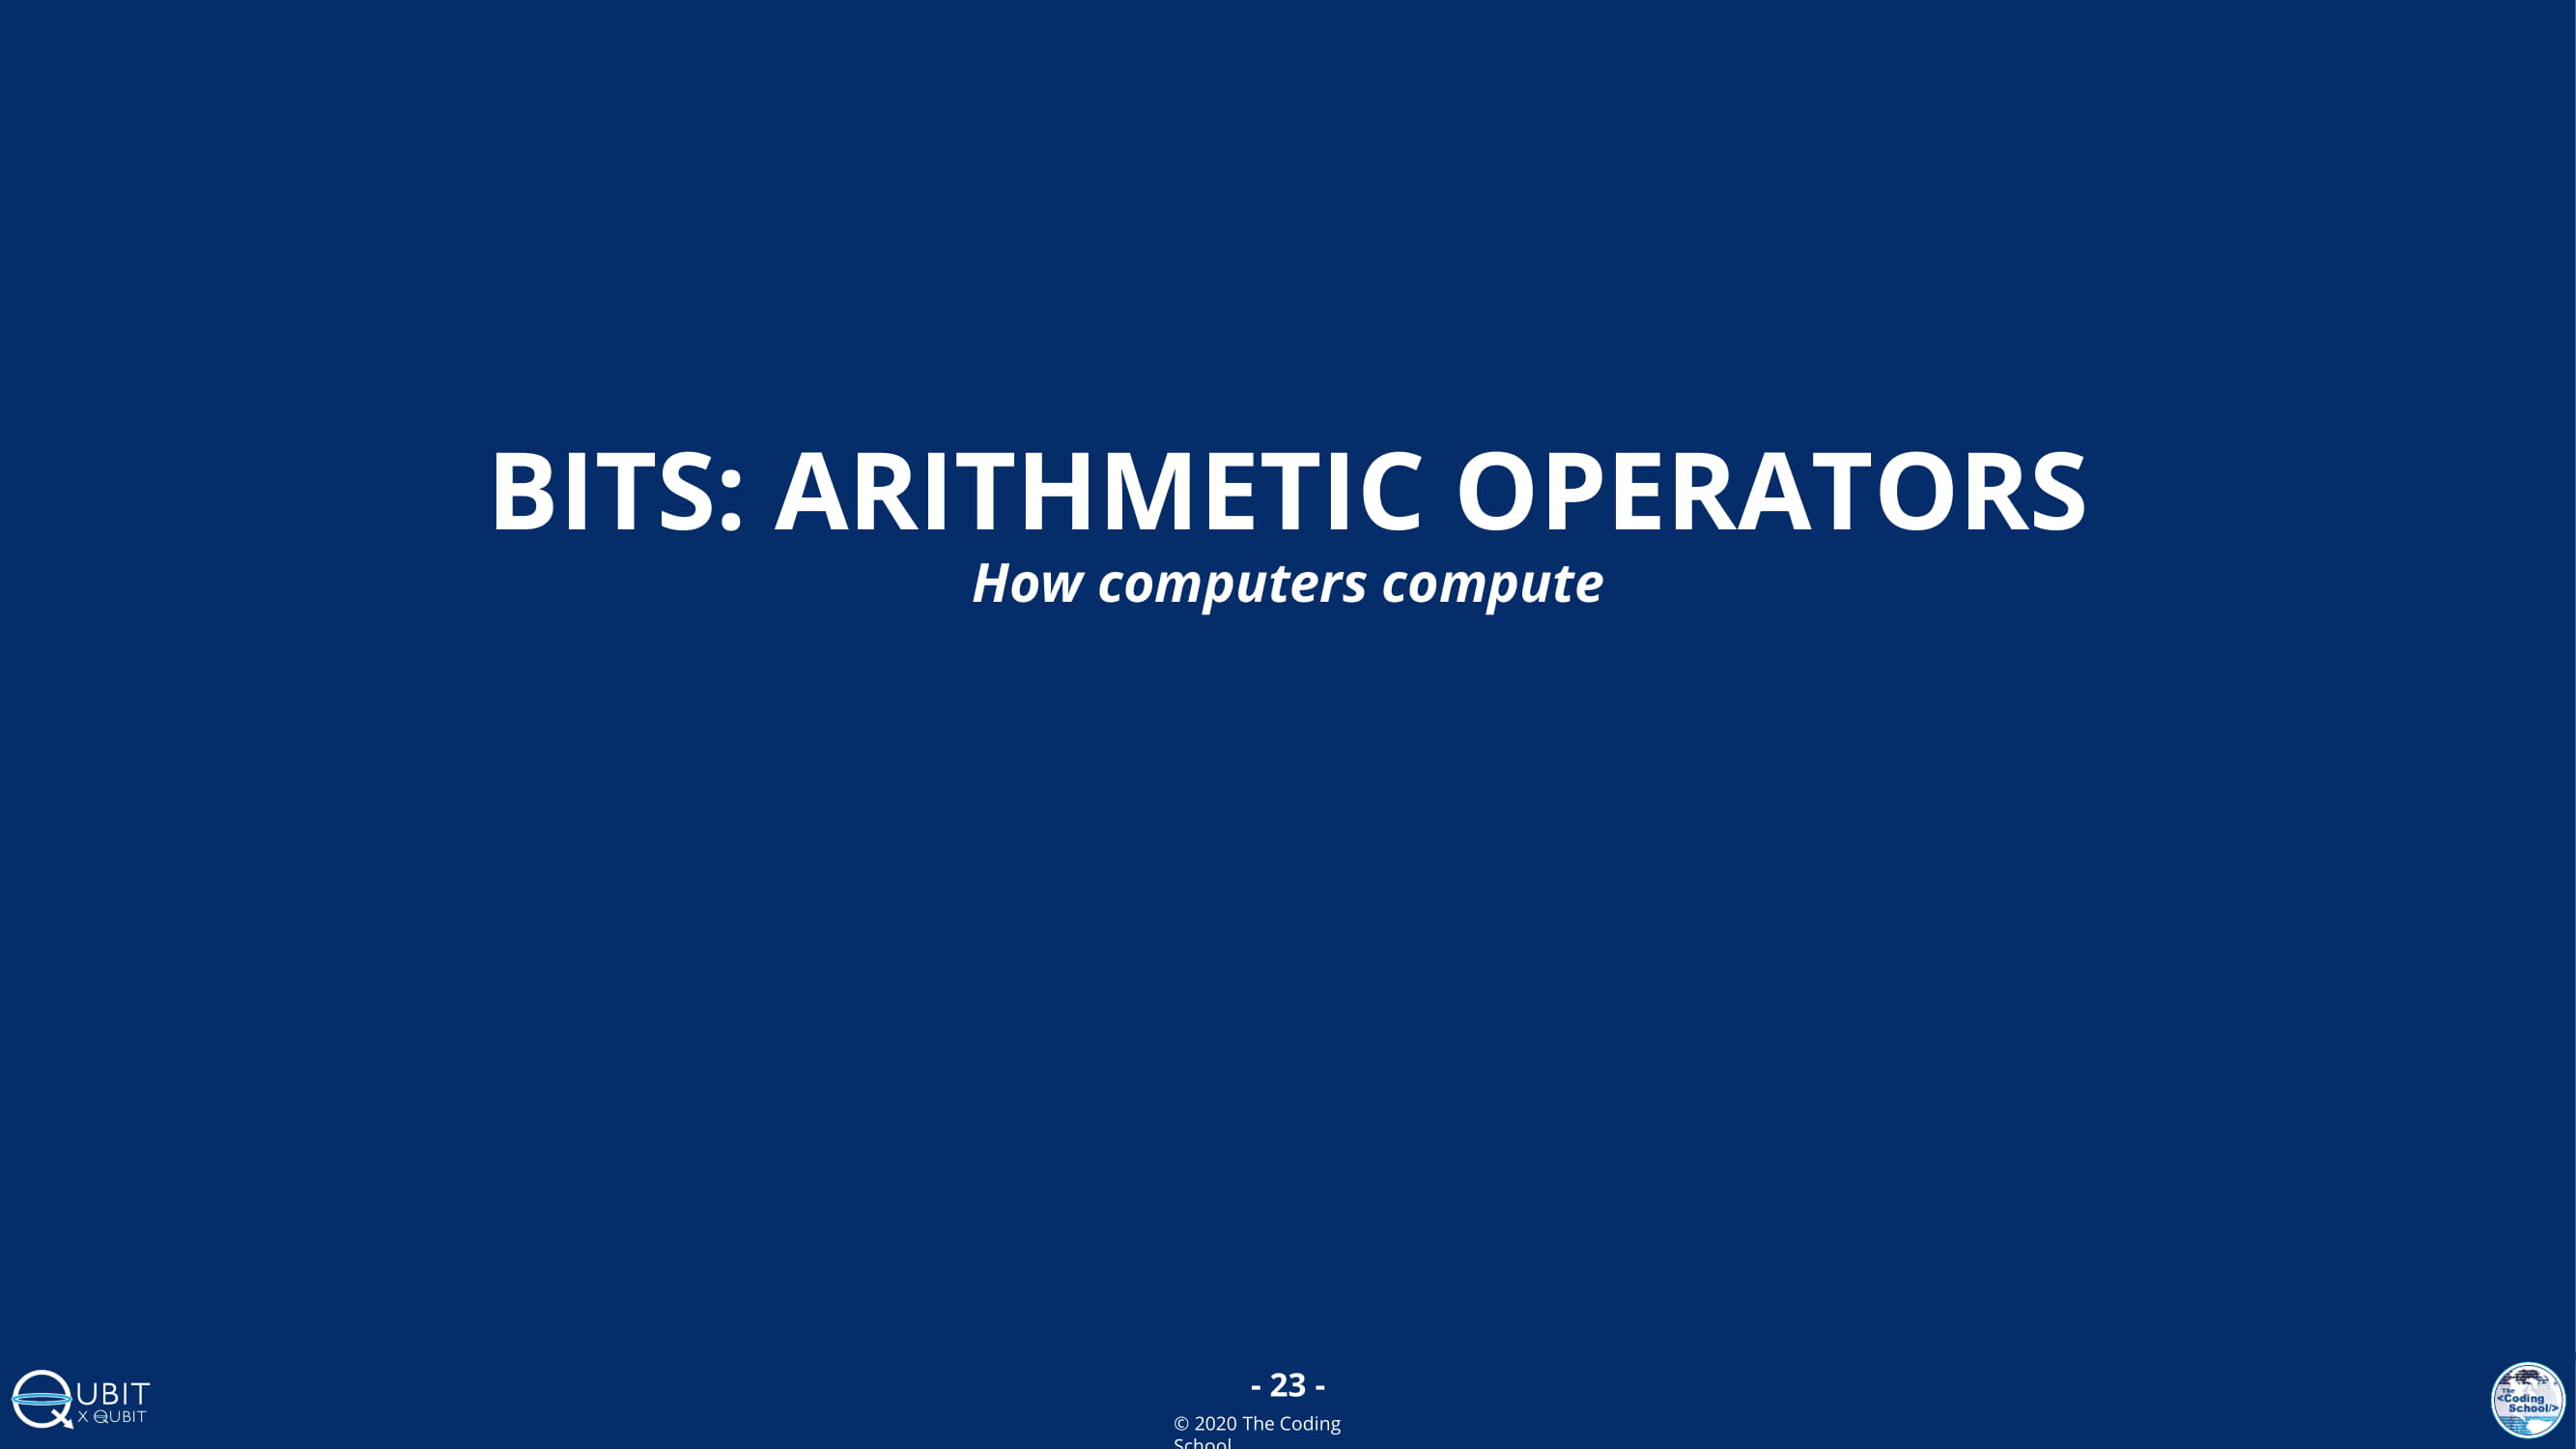 BITS: ARITHMETIC OPERATORS
How computers compute
- 23 -
© 2020 The Coding
School
QUBIT
X QUBIT
The
<Coding
School/>